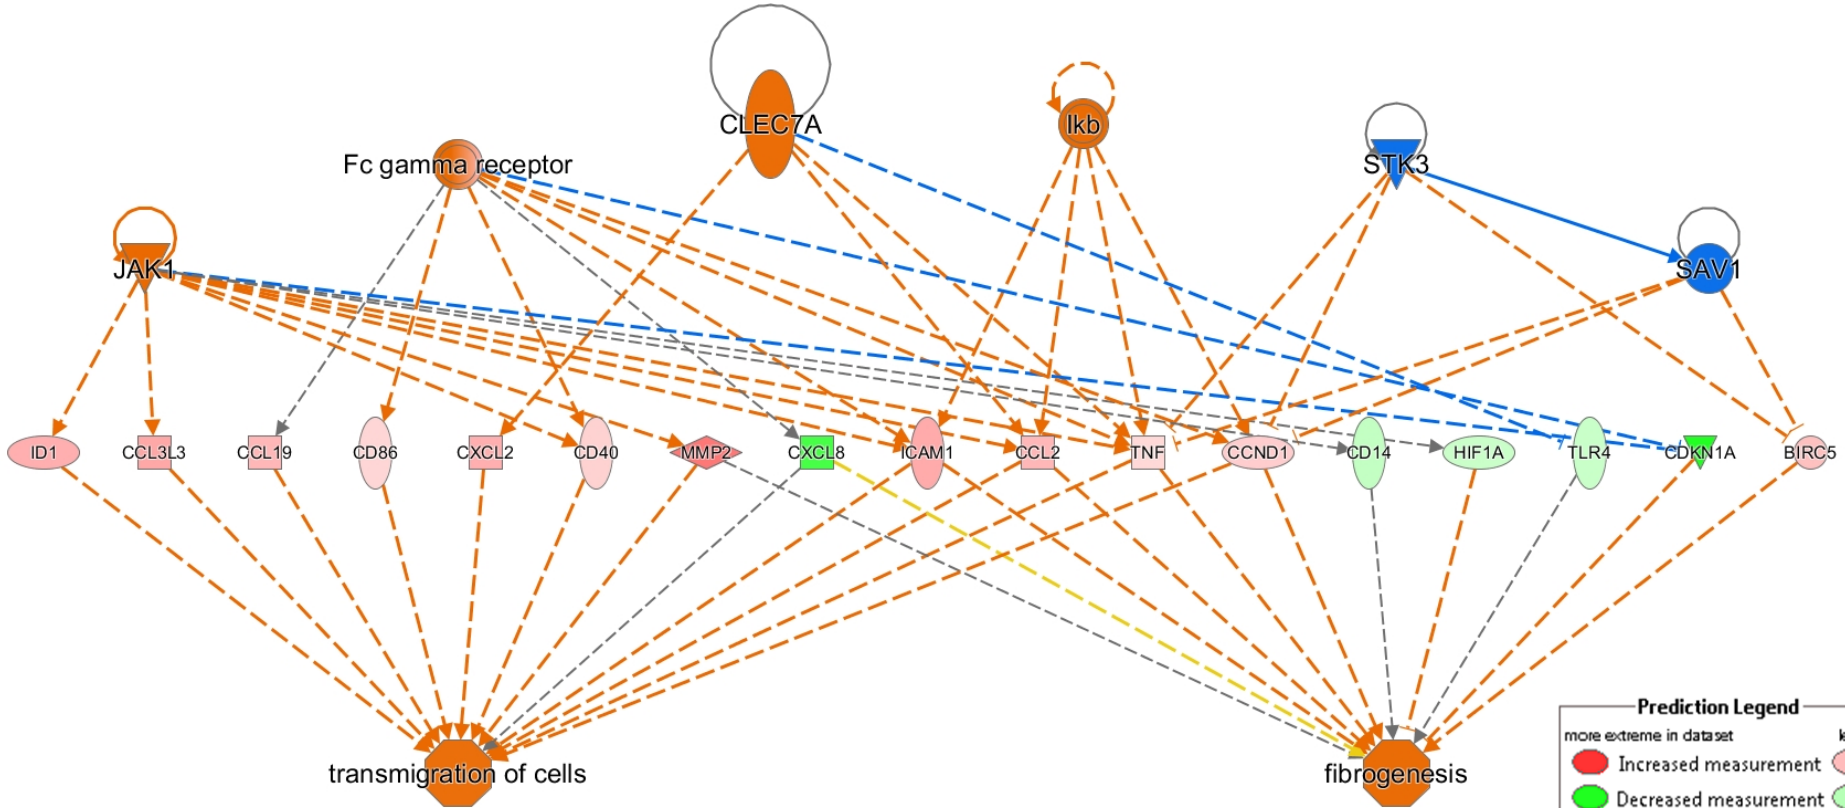 CLEC7A
Ikb
Fc gamma receptor
STK3
JAK1
SAV1
ID1
CCL3L3
CCL19
CD86
CXCL2
CD40
MMP2
CXCL8
ICAM1
CCL2
TNF
CCND1
CD14
HIF1A
TLR4
CDKN1A
BIRC5
transmigration of cells
fibrogenesis
Prediction Legend
more extreme in dataset
Increased measurement
Decreased measurement